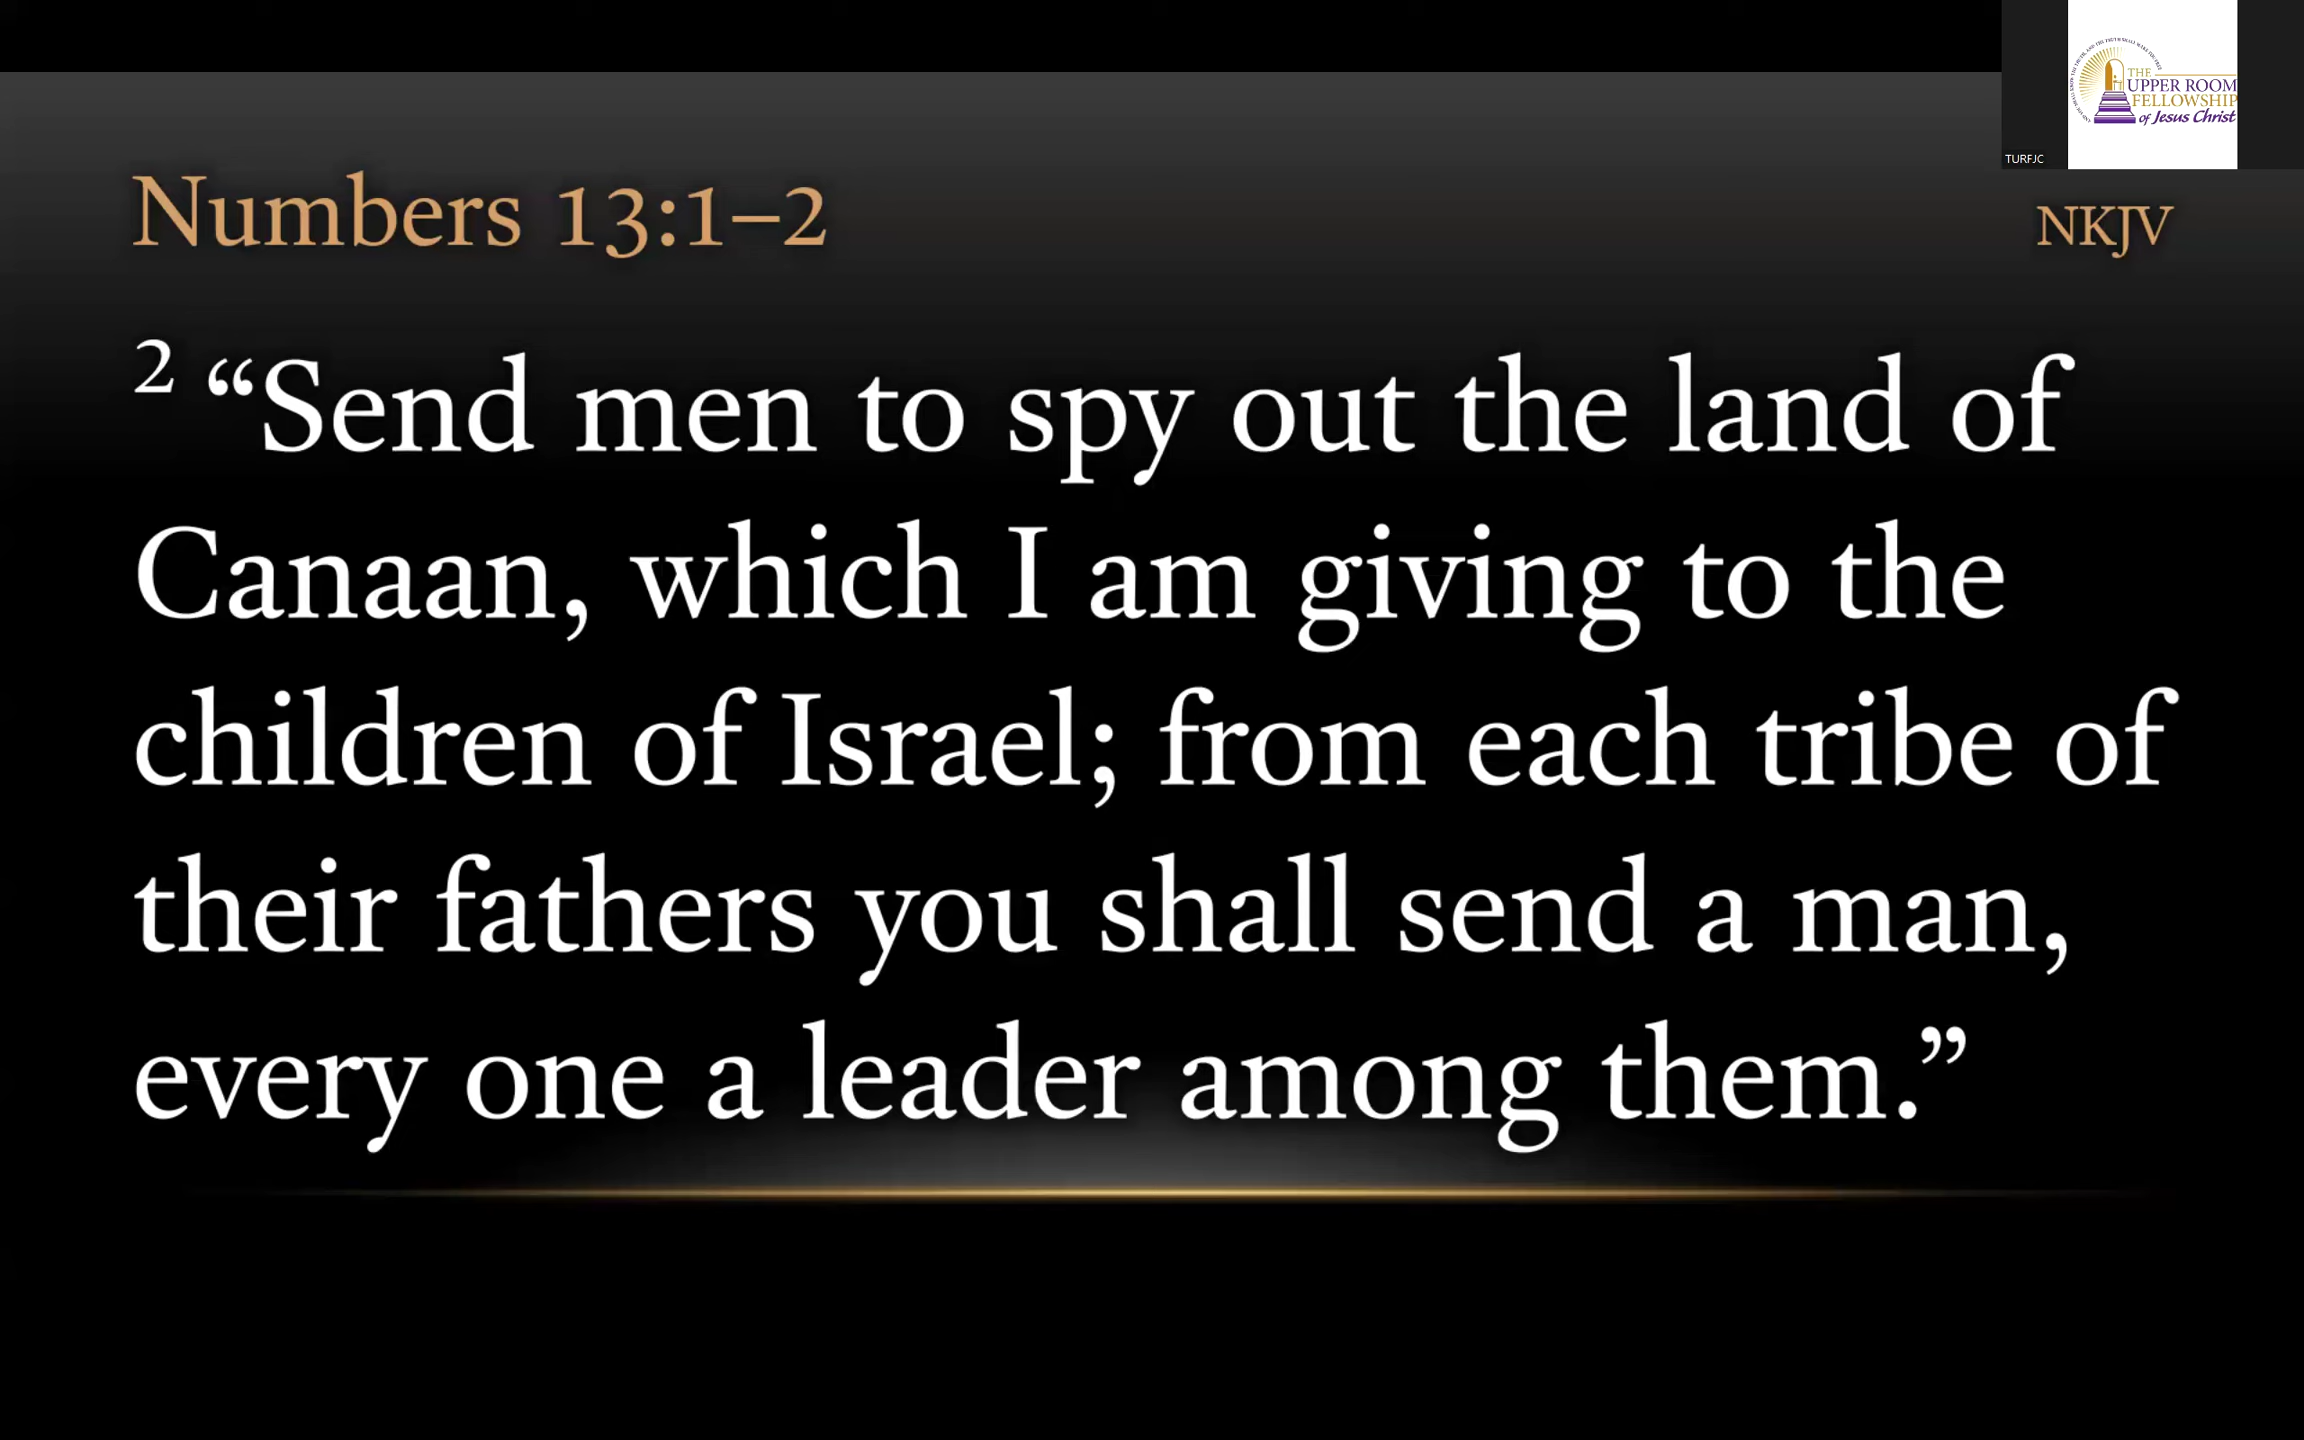 THE
UPPER ROOM
FELLOWSHIP
of Jesus Christ
TURFJC
Numbers 13:1–2
NKJV
2 “Send men to spy out the land of
Canaan, which I am giving to the
children of Israel; from each tribe of
their fathers you shall send a man,
every one a leader among them.”